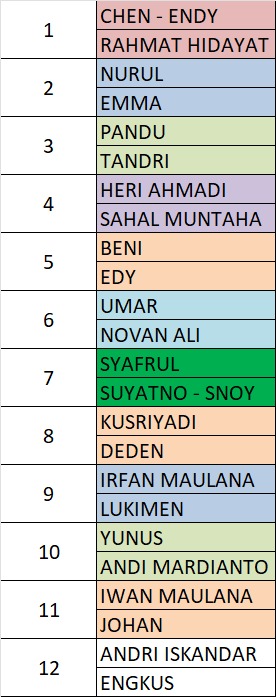 1
CHEN - ENDY
RAHMAT HIDAYAT
2
NURUL
EMMA
3
PANDU
TANDRI
4
HERI AHMADI
SAHAL MUNTAHA
5
BENI
EDY
6
UMAR
NOVAN ALI
7
SYAFRUL
SUYATNO - SNOY
8
KUSRIYADI
DEDEN
9
IRFAN MAULANA
LUKIMEN
10
YUNUS
ANDI MARDIANTO
11
IWAN MAULANA
JOHAN
12
ANDRI ISKANDAR
ENGKUS